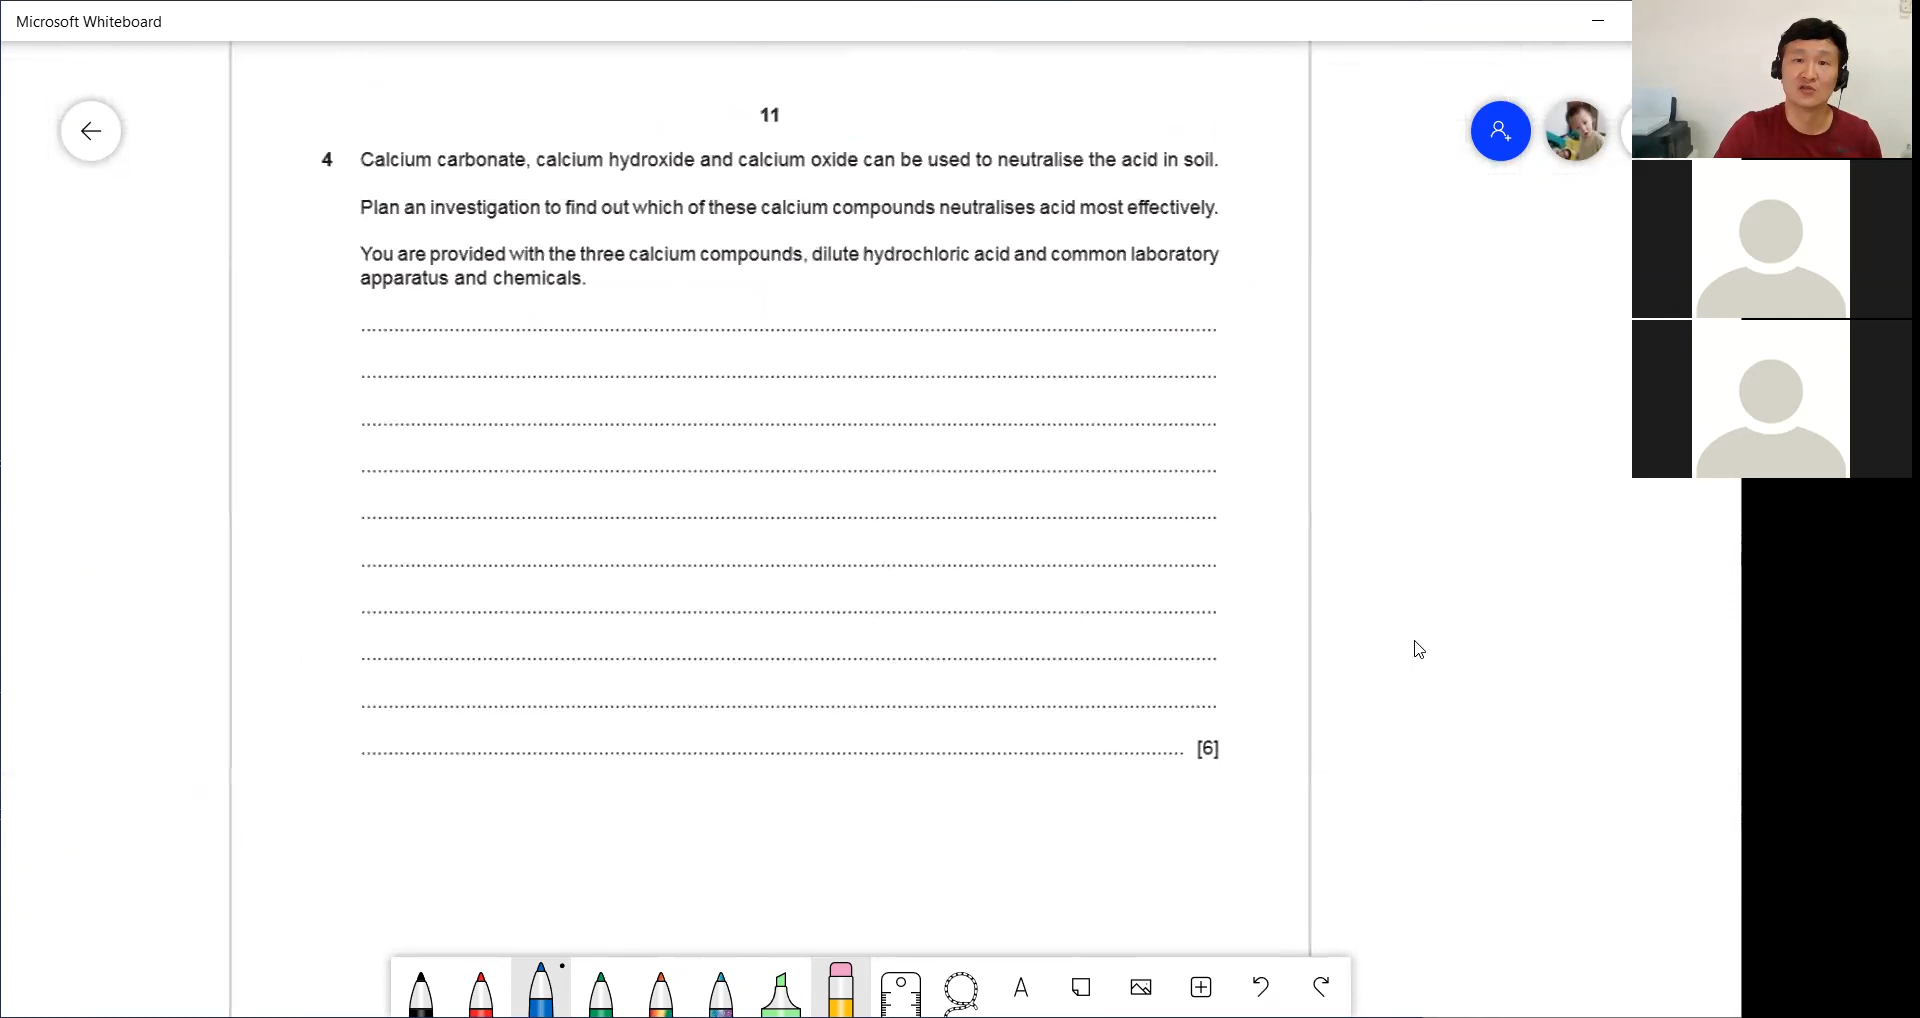 Microsoft Whiteboard
11
4 Calcium carbonate, calcium hydroxide and calcium oxide can be used to neutralise the acid in soil.
Plan an investigation to find out which of these calcium compounds neutralises acid most effectively.
You are provided with the three calcium compounds, dilute hydrochloric acid and common laboratory
apparatus and chemicals.
[6]